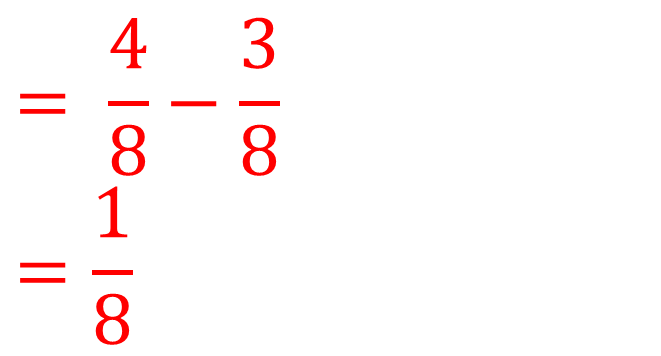 = 4/8 − 3/8
= 1/8